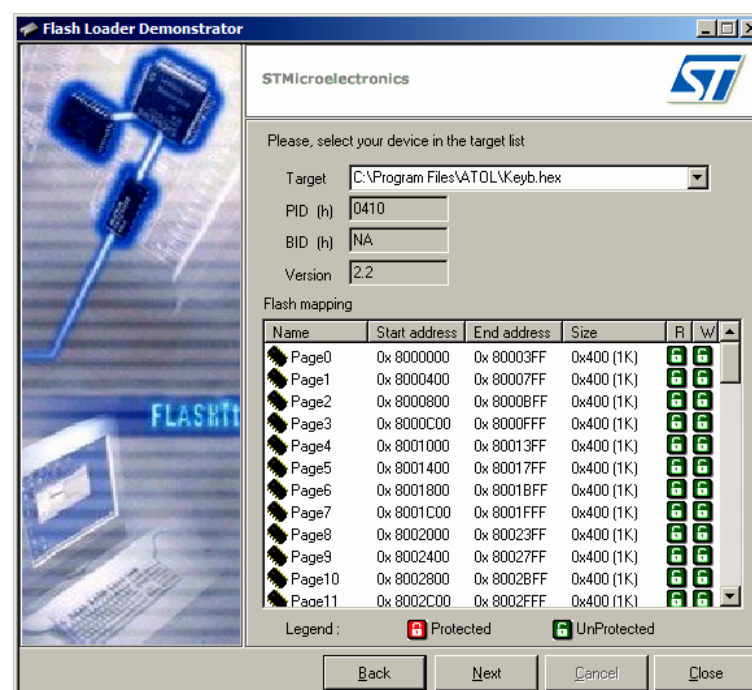 Flash Loader Demonstrator
STMicroelectronics
ST
Please, select your device in the target list
Target C:\Program Files\ATOL\Keyb.hex
PID (h) 0410
BID (h) NA
Version 2.2
Flash mapping
Name Start address End address Size R W
Page0 0x 8000000 0x 80003FF 0x400 (1K)
Page1 0x 8000400 0x 80007FF 0x400 (1K)
Page2 0x 8000800 0x 8000BFF 0x400 (1K)
Page3 0x 8000C00 0x 8000FFF 0x400 (1K)
Page4 0x 8001000 0x 80013FF 0x400 (1K)
Page5 0x 8001400 0x 80017FF 0x400 (1K)
Page6 0x 8001800 0x 8001BFF 0x400 (1K)
Page7 0x 8001C00 0x 8001FFF 0x400 (1K)
Page8 0x 8002000 0x 80023FF 0x400 (1K)
Page9 0x 8002400 0x 80027FF 0x400 (1K)
Page10 0x 8002800 0x 8002BFF 0x400 (1K)
Page11 0x 8002C00 0x 8002FFF 0x400 (1K)
FLASHit
Legend : Protected UnProtected
Back Next Cancel Close